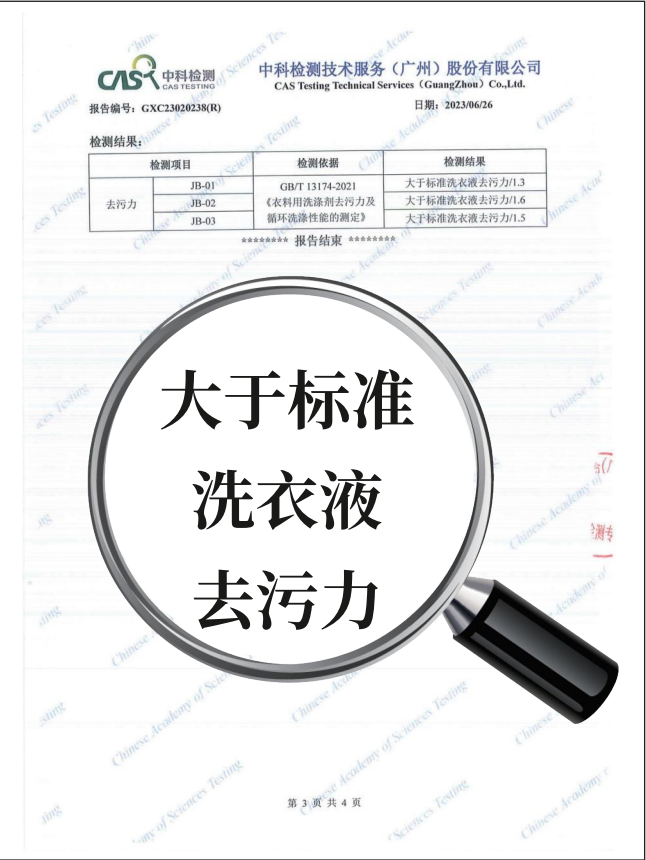 CAS 中科检测
CAS TESTING
中科检测技术服务（广州）股份有限公司
CAS Testing Technical Services（GuangZhou）Co.,Ltd.
报告编号：GXC23020238(R)
日期：2023/06/26
检测结果：
检测项目 检测依据 检测结果
去污力
JB-01
JB-02
JB-03
GB/T 13174-2021
《衣料用洗涤剂去污力及
循环洗涤性能的测定》
大于标准洗衣液去污力/1.3
大于标准洗衣液去污力/1.6
大于标准洗衣液去污力/1.5
******** 报告结束 ********
大于标准
洗衣液
去污力
测专
第 3 页 共 4 页
Chinese Academy of Sciences Testing